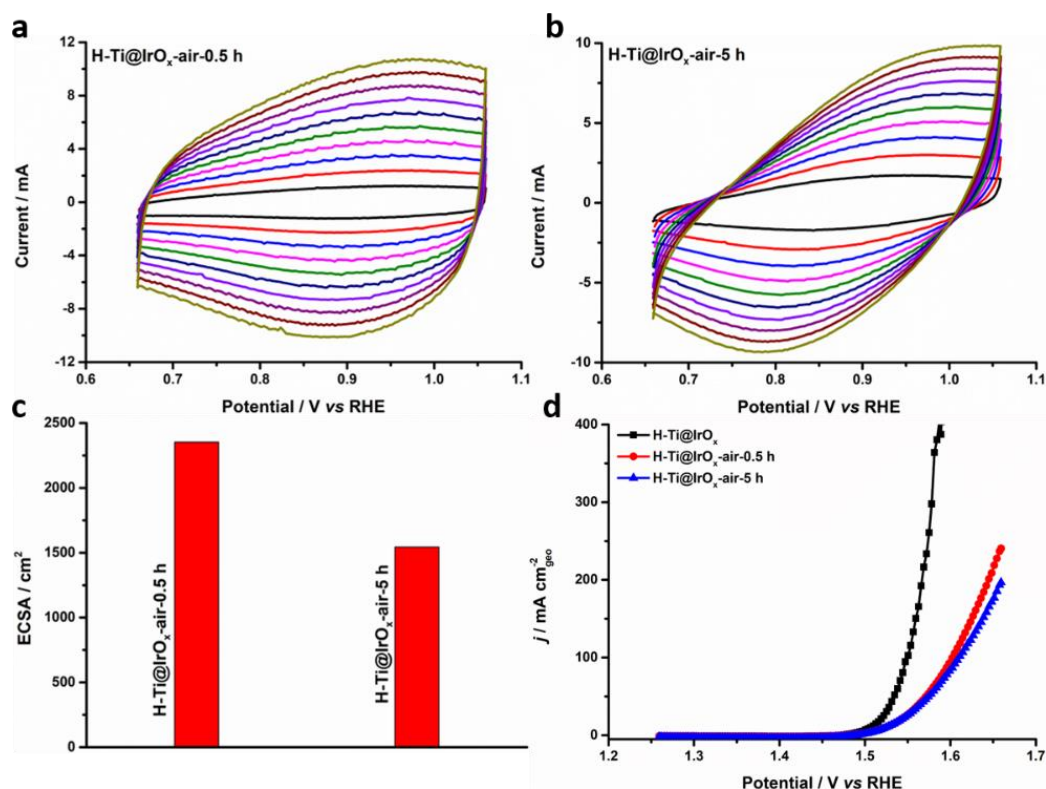 a
H-Ti@IrOₓ-air-0.5 h
Current / mA
12
8
4
0
-4
-8
-12
0.6 0.7 0.8 0.9 1.0 1.1
Potential / V vs RHE
b
H-Ti@IrOₓ-air-5 h
Current / mA
10
5
0
-5
-10
0.6 0.7 0.8 0.9 1.0 1.1
Potential / V vs RHE
c
ECSA / cm²
2500
2000
1500
1000
500
0
H-Ti@IrOₓ-air-0.5 h
H-Ti@IrOₓ-air-5 h
d
H-Ti@IrOₓ
H-Ti@IrOₓ-air-0.5 h
H-Ti@IrOₓ-air-5 h
j / mA cm⁻²geo
400
300
200
100
0
1.2 1.3 1.4 1.5 1.6 1.7
Potential / V vs RHE